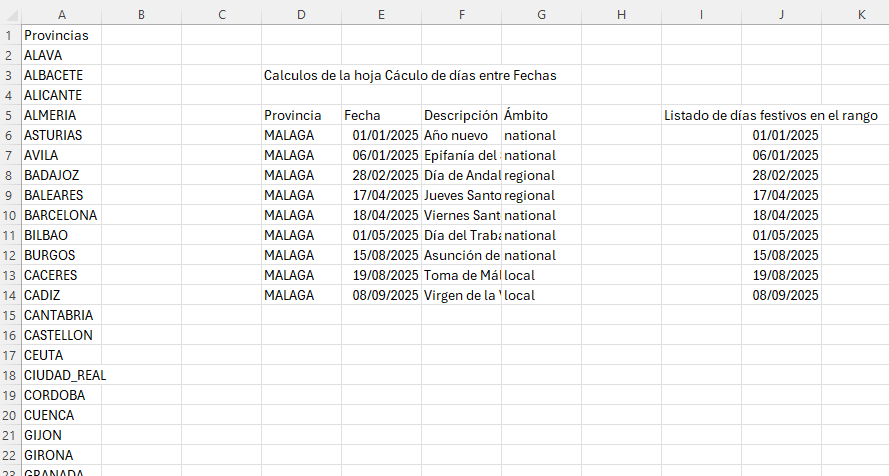 A B C D E F G H I J K
1 Provincias
2 ALAVA
3 ALBACETE Calculos de la hoja Cáculo de días entre Fechas
4 ALICANTE
5 ALMERIA Provincia Fecha Descripción Ámbito Listado de días festivos en el rango
6 ASTURIAS MALAGA 01/01/2025 Año nuevo national 01/01/2025
7 AVILA MALAGA 06/01/2025 Epifanía del national 06/01/2025
8 BADAJOZ MALAGA 28/02/2025 Día de Andal regional 28/02/2025
9 BALEARES MALAGA 17/04/2025 Jueves Santo regional 17/04/2025
10 BARCELONA MALAGA 18/04/2025 Viernes Sant national 18/04/2025
11 BILBAO MALAGA 01/05/2025 Día del Traba national 01/05/2025
12 BURGOS MALAGA 15/08/2025 Asunción de national 15/08/2025
13 CACERES MALAGA 19/08/2025 Toma de Mál local 19/08/2025
14 CADIZ MALAGA 08/09/2025 Virgen de la local 08/09/2025
15 CANTABRIA
16 CASTELLON
17 CEUTA
18 CIUDAD_REAL
19 CORDOBA
20 CUENCA
21 GIJON
22 GIRONA
23 GRANADA